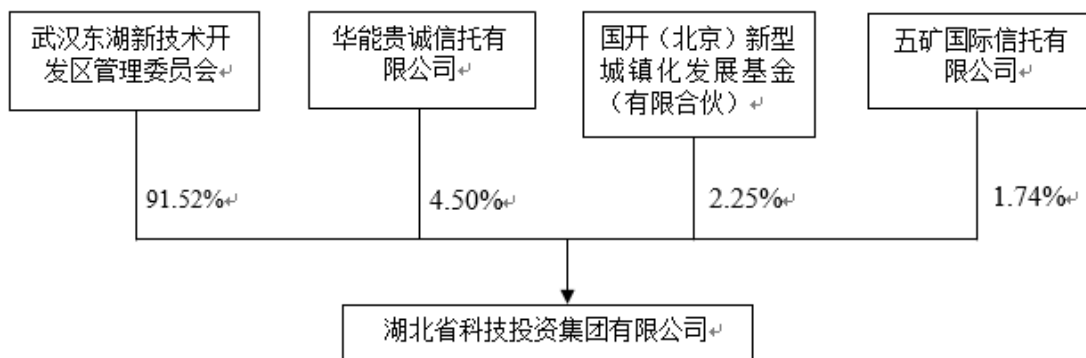 武汉东湖新技术开
发区管理委员会
华能贵诚信托有
限公司
国开（北京）新型
城镇化发展基金
（有限合伙）
五矿国际信托有
限公司
91.52%
4.50%
2.25%
1.74%
湖北省科技投资集团有限公司